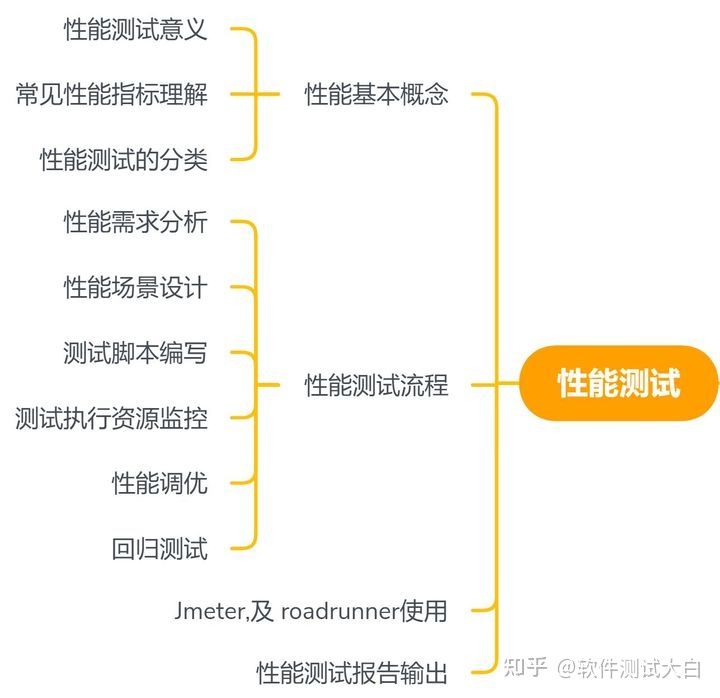 性能测试
性能基本概念
性能测试意义
常见性能指标理解
性能测试的分类
性能测试流程
性能需求分析
性能场景设计
测试脚本编写
测试执行资源监控
性能调优
回归测试
Jmeter,及 roadrunner使用
性能测试报告输出
知乎 @软件测试大白